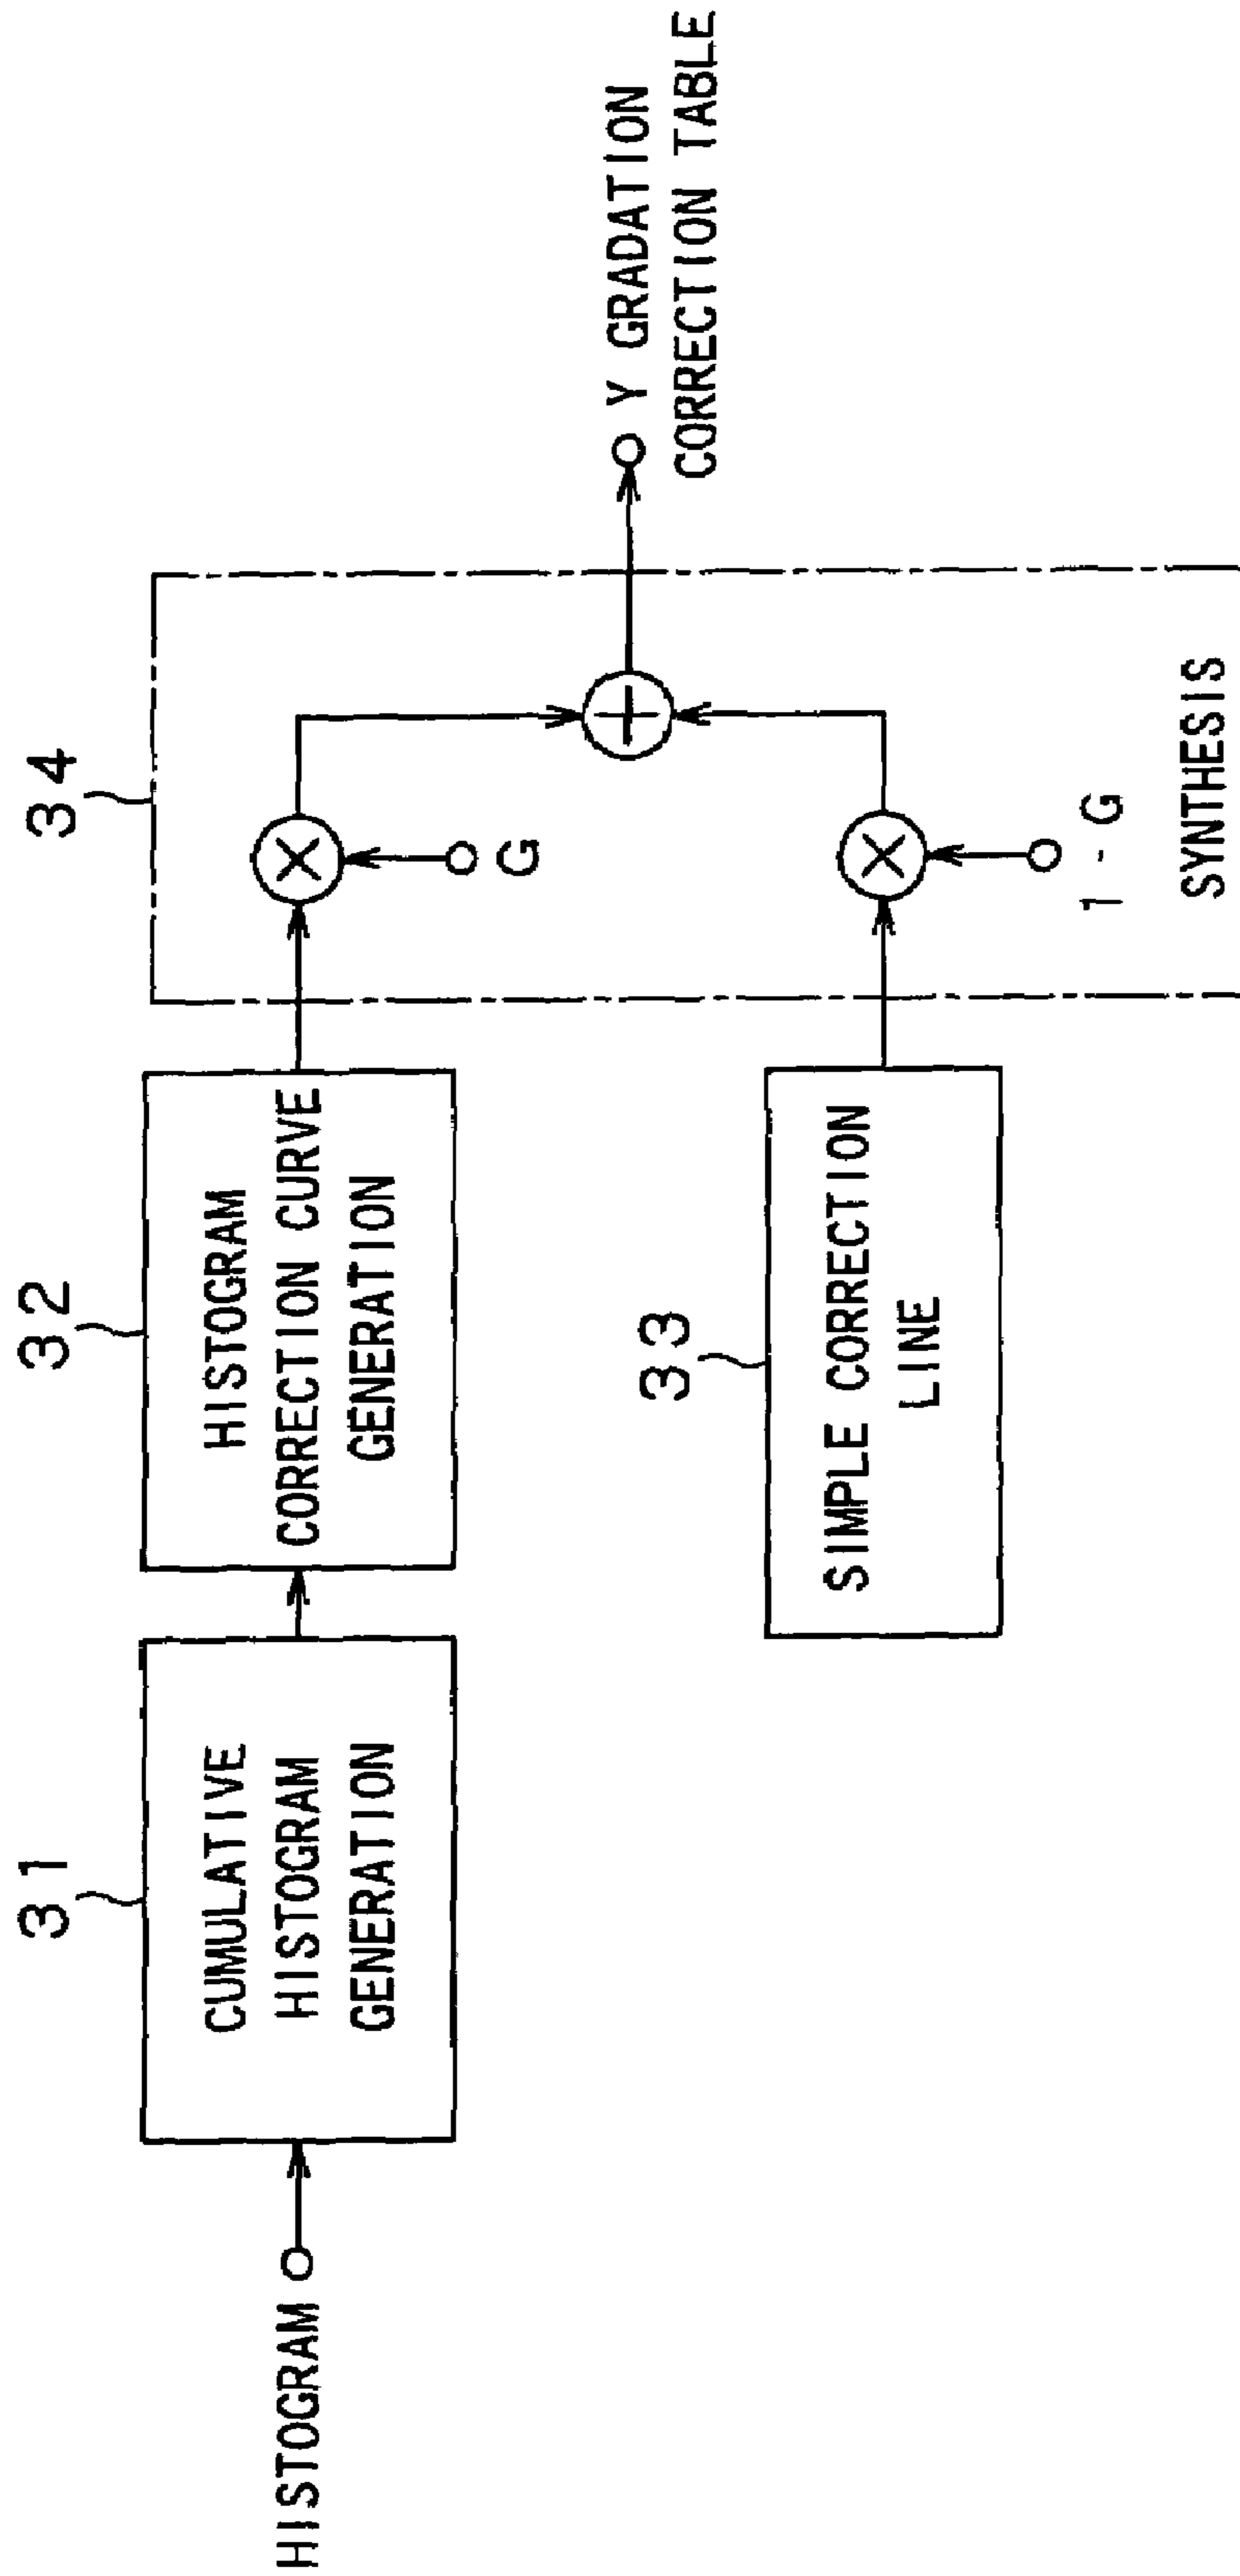 HISTOGRAM
31
CUMULATIVE
HISTOGRAM
GENERATION
32
HISTOGRAM
CORRECTION CURVE
GENERATION
33
SIMPLE CORRECTION
LINE
34
G
1-G
SYNTHESIS
Y GRADATION
CORRECTION TABLE